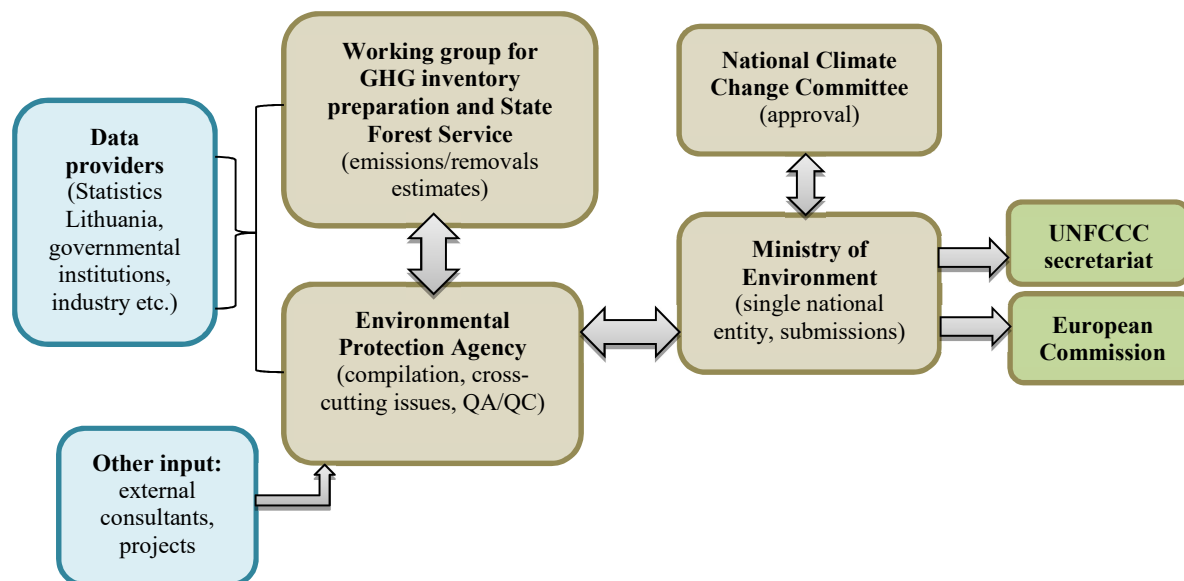 Working group for
GHG inventory
preparation and State
Forest Service
(emissions/removals
estimates)
National Climate
Change Committee
(approval)
Data
providers
(Statistics
Lithuania,
governmental
institutions,
industry etc.)
Ministry of
Environment
(single national
entity, submissions)
UNFCCC
secretariat
European
Commission
Environmental
Protection Agency
(compilation, cross-
cutting issues, QA/QC)
Other input:
external
consultants,
projects